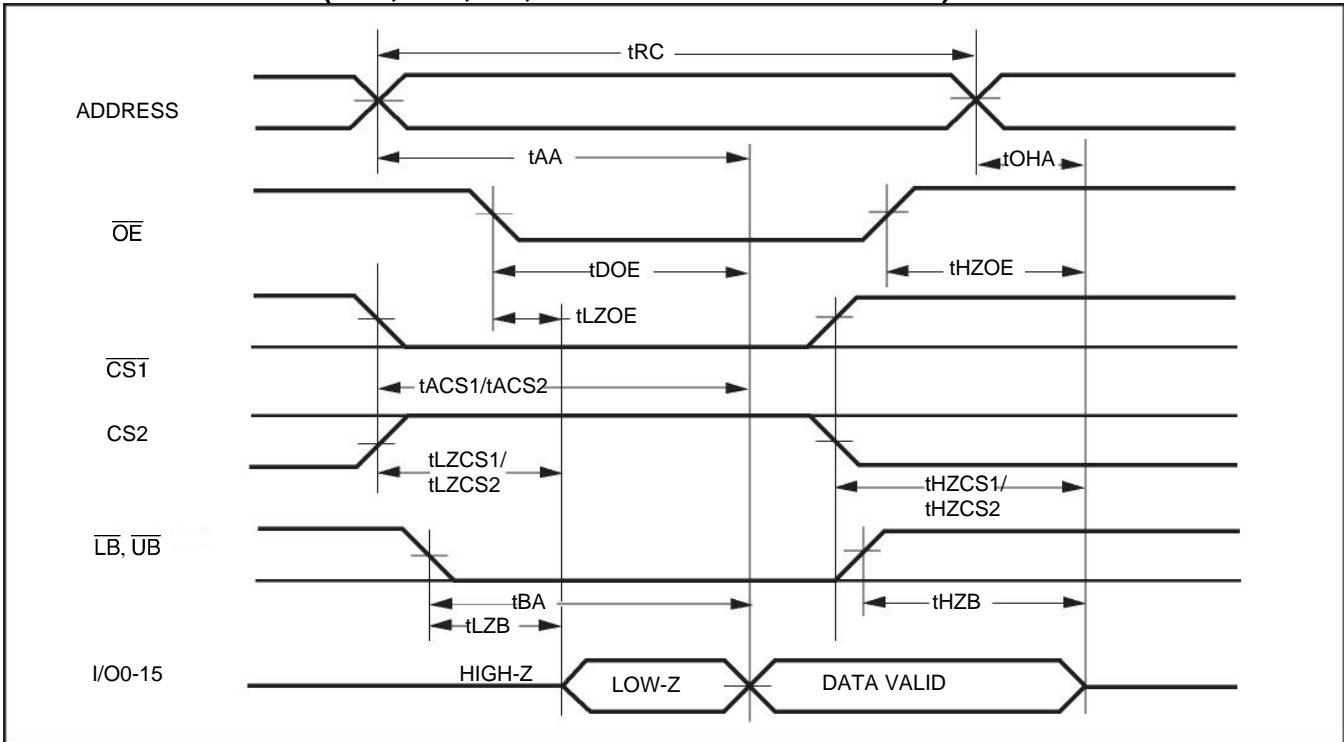 tRC
ADDRESS
tAA
tOHA
OE
tDOE
tHZOE
tLZOE
CS1
tACS1/tACS2
CS2
tLZCS1/
tLZCS2
tHZCS1/
tHZCS2
LB, UB
tBA
tHZB
tLZB
I/O0-15
HIGH-Z
LOW-Z
DATA VALID